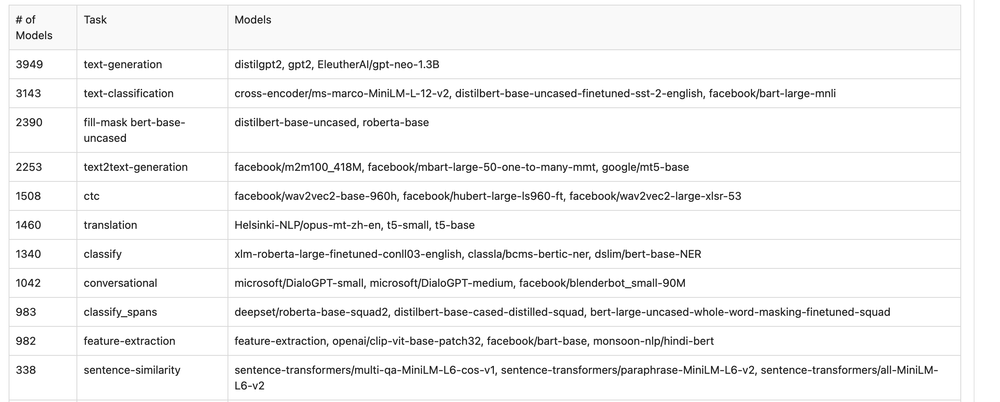 # of
Models
Task
Models
3949
text-generation
distilgpt2, gpt2, EleutherAI/gpt-neo-1.3B
3143
text-classification
cross-encoder/ms-marco-MiniLM-L-12-v2, distilbert-base-uncased-finetuned-sst-2-english, facebook/bart-large-mnli
2390
fill-mask bert-base-
uncased
distilbert-base-uncased, roberta-base
2253
text2text-generation
facebook/m2m100_418M, facebook/mbart-large-50-one-to-many-mmt, google/mt5-base
1508
ctc
facebook/wav2vec2-base-960h, facebook/hubert-large-ls960-ft, facebook/wav2vec2-large-xlsr-53
1460
translation
Helsinki-NLP/opus-mt-zh-en, t5-small, t5-base
1340
classify
xlm-roberta-large-finetuned-conll03-english, classla/bcms-bertic-ner, dslim/bert-base-NER
1042
conversational
microsoft/DialoGPT-small, microsoft/DialoGPT-medium, facebook/blenderbot_small-90M
983
classify_spans
deepset/roberta-base-squad2, distilbert-base-cased-distilled-squad, bert-large-uncased-whole-word-masking-finetuned-squad
982
feature-extraction
feature-extraction, openai/clip-vit-base-patch32, facebook/bart-base, monsoon-nlp/hindi-bert
338
sentence-similarity
sentence-transformers/multi-qa-MiniLM-L6-cos-v1, sentence-transformers/paraphrase-MiniLM-L6-v2, sentence-transformers/all-MiniLM-
L6-v2